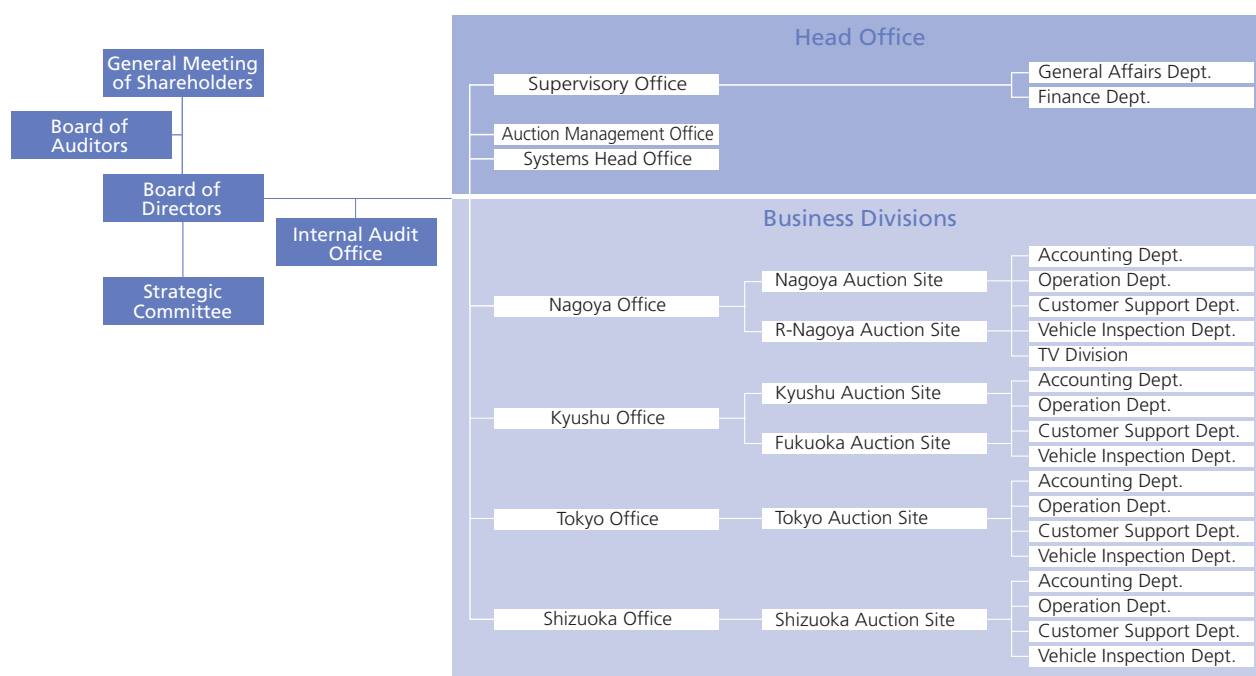 General Meeting
of Shareholders
Board of
Auditors
Board of
Directors
Internal Audit
Office
Strategic
Committee
Head Office
Supervisory Office
General Affairs Dept.
Finance Dept.
Auction Management Office
Systems Head Office
Business Divisions
Nagoya Office
Nagoya Auction Site
R-Nagoya Auction Site
Accounting Dept.
Operation Dept.
Customer Support Dept.
Vehicle Inspection Dept.
TV Division
Kyushu Office
Kyushu Auction Site
Fukuoka Auction Site
Accounting Dept.
Operation Dept.
Customer Support Dept.
Vehicle Inspection Dept.
Tokyo Office
Tokyo Auction Site
Accounting Dept.
Operation Dept.
Customer Support Dept.
Vehicle Inspection Dept.
Shizuoka Office
Shizuoka Auction Site
Accounting Dept.
Operation Dept.
Customer Support Dept.
Vehicle Inspection Dept.